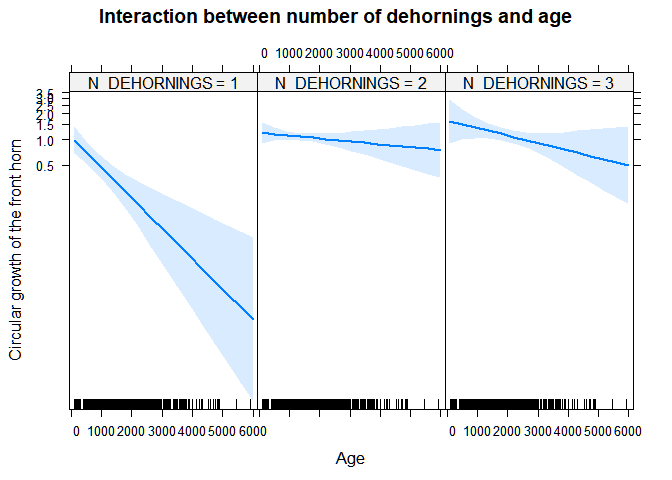 Interaction between number of dehornings and age
0 1000 2000 3000 4000 5000 6000
N_DEHORNINGS = 1 N_DEHORNINGS = 2 N_DEHORNINGS = 3
3.5
3.0
2.5
2.0
1.5
1.0
0.5
Circular growth of the front horn
0 1000 2000 3000 4000 5000 6000 0 1000 2000 3000 4000 5000 6000
Age